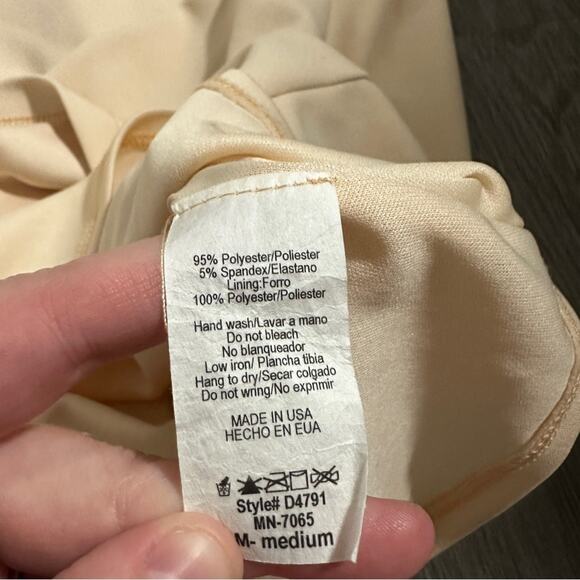 95% Polyester/Poliester
5% Spandex/Elastano
Lining:Forro
100% Polyester/Poliester
Hand wash/Lavar a mano
Do not bleach
No blanqueador
Low iron/ Plancha tibia
Hang to dry/Secar colgado
Do not wring/No exprimir
MADE IN USA
HECHO EN EUA
Style# D4791
MN-7065
M- medium